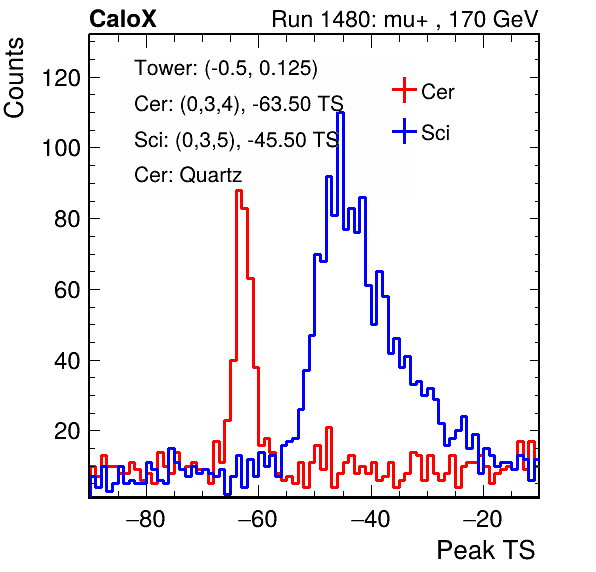 CaloX Run 1480: mu+ , 170 GeV
Counts
Tower: (-0.5, 0.125)
Cer: (0,3,4), -63.50 TS
Sci: (0,3,5), -45.50 TS
Cer: Quartz
Cer
Sci
120
100
80
60
40
20
−80 −60 −40 −20
Peak TS